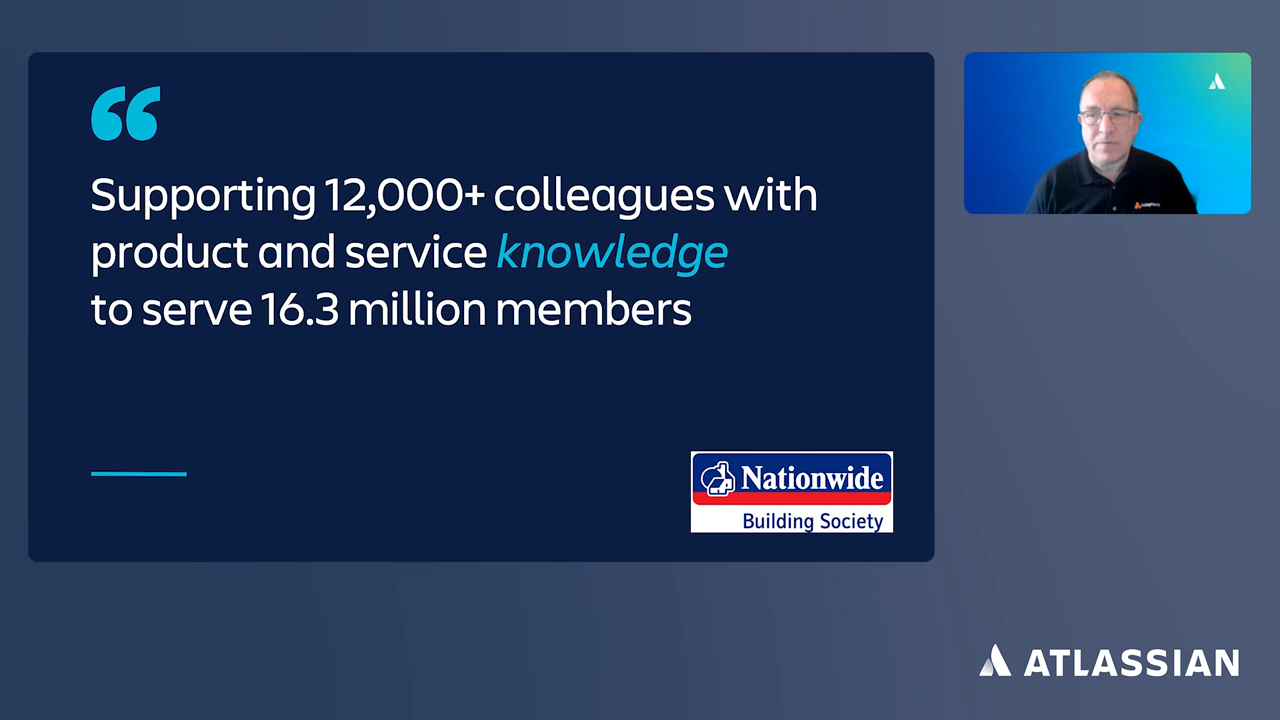 “
Supporting 12,000+ colleagues with
product and service knowledge
to serve 16.3 million members
Nationwide
Building Society
ATLASSIAN